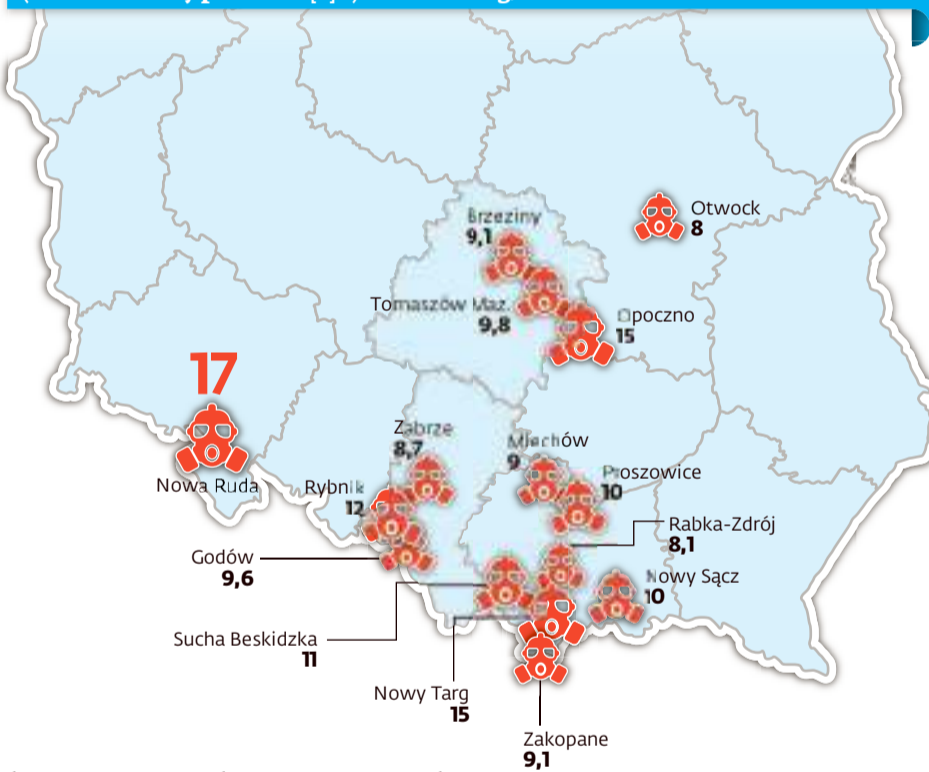 Brzeziny
9,1
Otwock
8
Tomaszów Maz.
9,8
Opoczno
15
17
Nowa Ruda
Zabrze
8,7
Miechów
9
Rybnik
12
Proszowice
10
Rabka-Zdrój
8,1
Godów
9,6
Nowy Sącz
10
Sucha Beskidzka
11
Nowy Targ
15
Zakopane
9,1